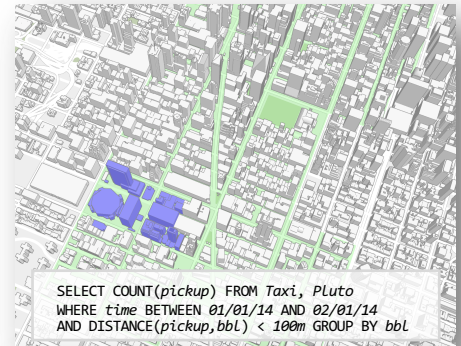 SELECT COUNT(pickup) FROM Taxi, Pluto
WHERE time BETWEEN 01/01/14 AND 02/01/14
AND DISTANCE(pickup,bbl) < 100m GROUP BY bbl